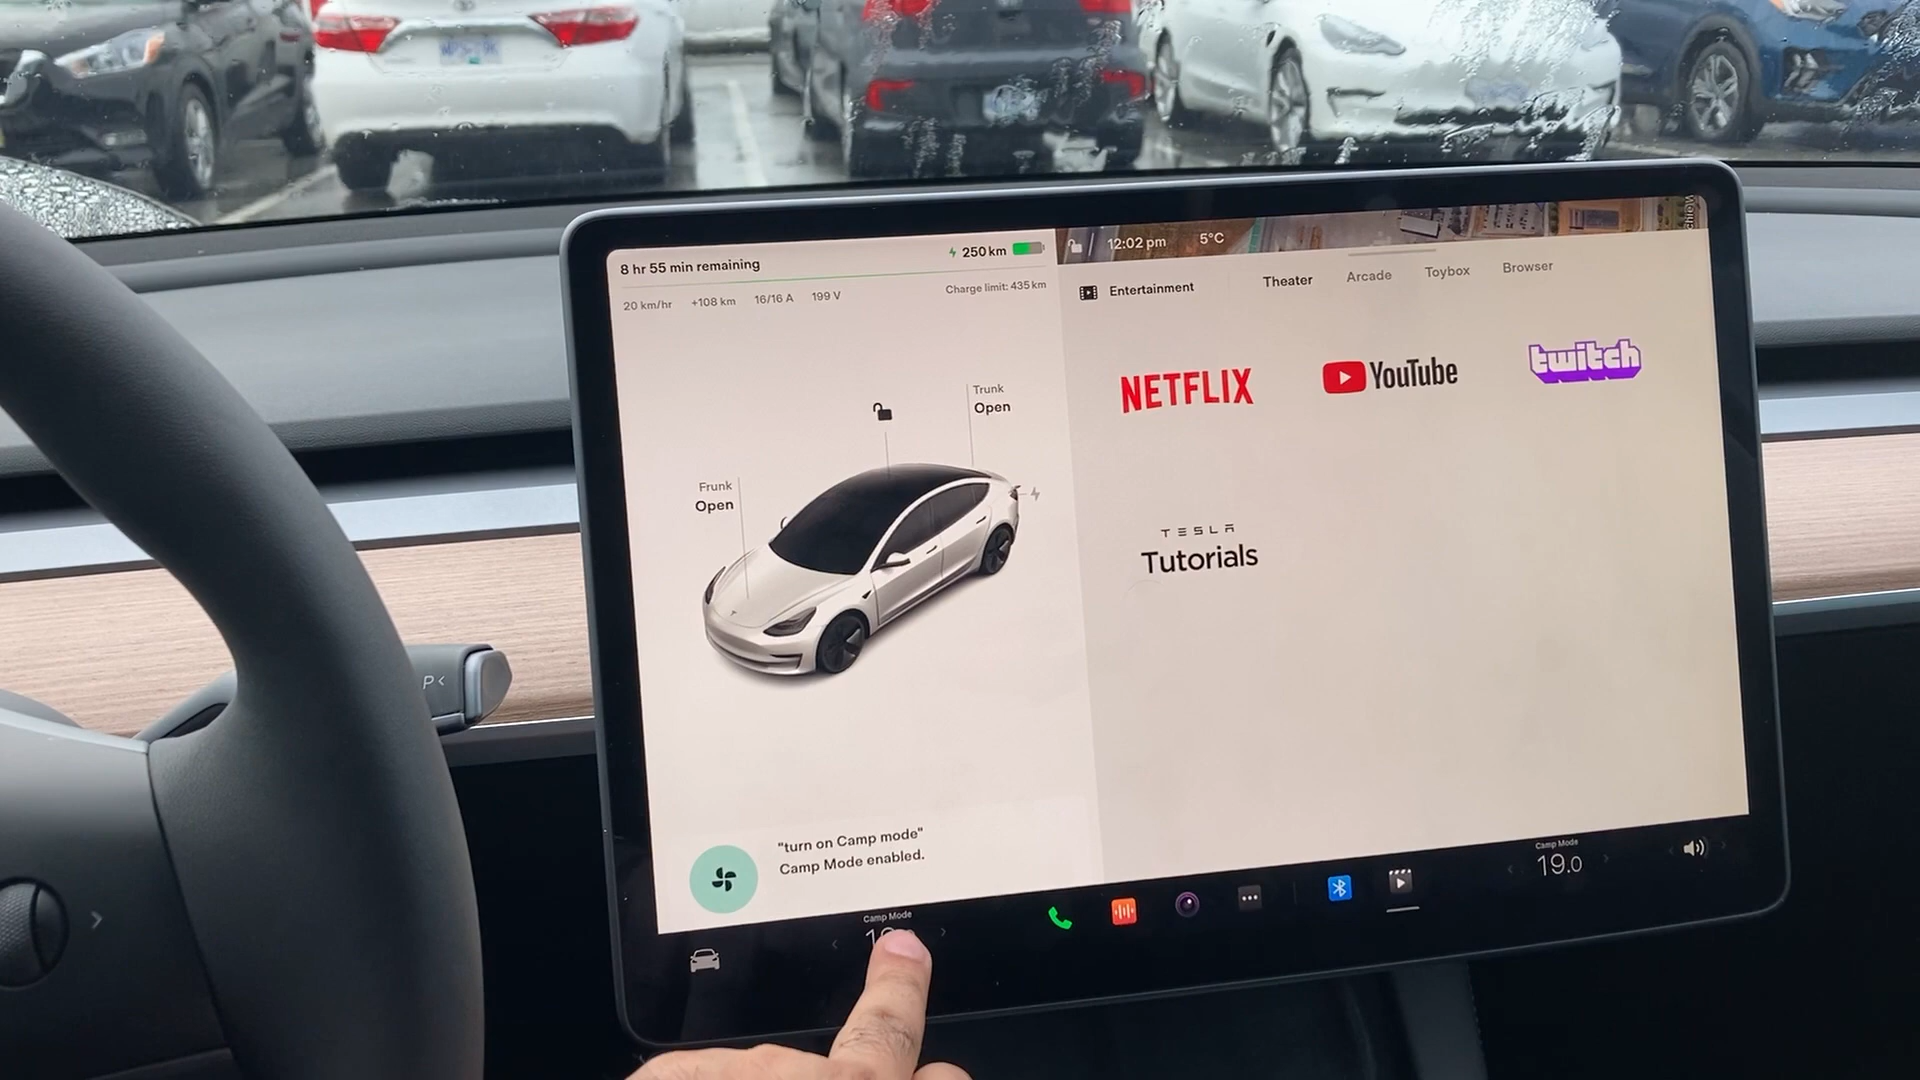 8 hr 55 min remaining
250 km
20 km/hr +108 km 16/16 A 199 V
Charge limit: 435 km
12:02 pm 5°C
Entertainment
Theater Arcade Toybox Browser
NETFLIX
YouTube
twitch
TESLA
Tutorials
Trunk
Open
Frunk
Open
"turn on Camp mode"
Camp Mode enabled.
Camp Mode
Camp Mode
19.0
P